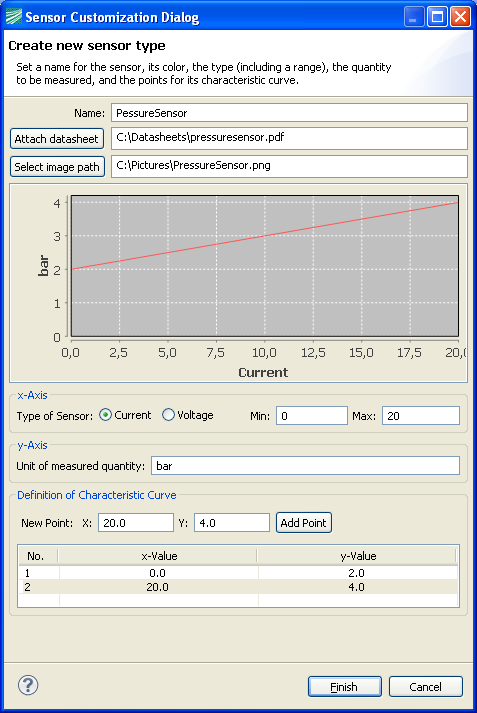 Sensor Customization Dialog
Create new sensor type
Set a name for the sensor, its color, the type (including a range), the quantity
to be measured, and the points for its characteristic curve.
Name: PessureSensor
Attach datasheet C:\Datasheets\pressuresensor.pdf
Select image path C:\Pictures\PressureSensor.png
4
3
2
1
0
bar
0,0 2,5 5,0 7,5 10,0 12,5 15,0 17,5 20,
Current
x-Axis
Type of Sensor: Current Voltage Min: 0 Max: 20
y-Axis
Unit of measured quantity: bar
Definition of Characteristic Curve
New Point: X: 20.0 Y: 4.0 Add Point
No. x-Value y-Value
1 0.0 2.0
2 20.0 4.0
? Finish Cancel